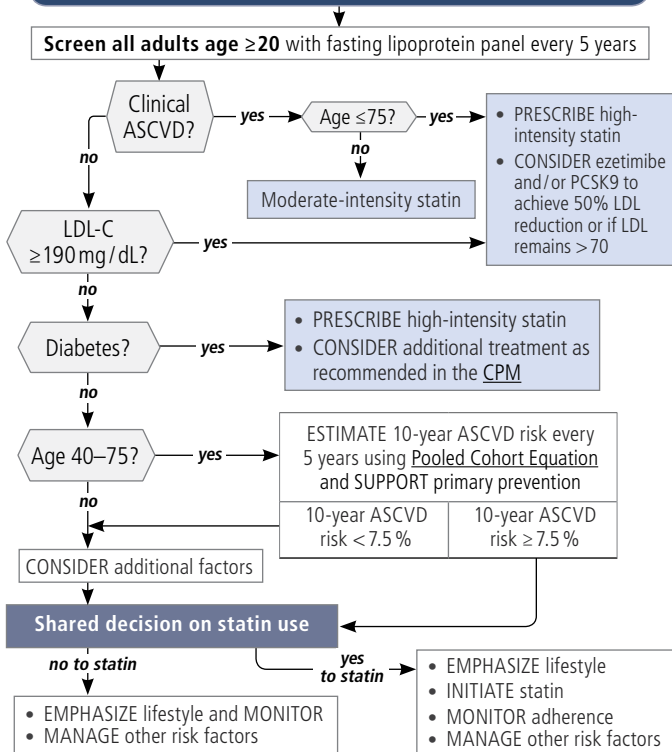 Screen all adults age ≥20 with fasting lipoprotein panel every 5 years
Clinical
ASCVD?
yes
Age ≤75?
yes
• PRESCRIBE high-
intensity statin
• CONSIDER ezetimibe
and/or PCSK9 to
achieve 50% LDL
reduction or if LDL
remains >70
no
no
Moderate-intensity statin
LDL-C
≥190 mg/dL?
yes
no
Diabetes?
yes
• PRESCRIBE high-intensity statin
• CONSIDER additional treatment as
recommended in the CPM
no
Age 40–75?
yes
ESTIMATE 10-year ASCVD risk every
5 years using Pooled Cohort Equation
and SUPPORT primary prevention
no
10-year ASCVD
risk <7.5 %
10-year ASCVD
risk ≥7.5 %
CONSIDER additional factors
Shared decision on statin use
no to statin
yes
to statin
• EMPHASIZE lifestyle and MONITOR
• MANAGE other risk factors
• EMPHASIZE lifestyle
• INITIATE statin
• MONITOR adherence
• MANAGE other risk factors